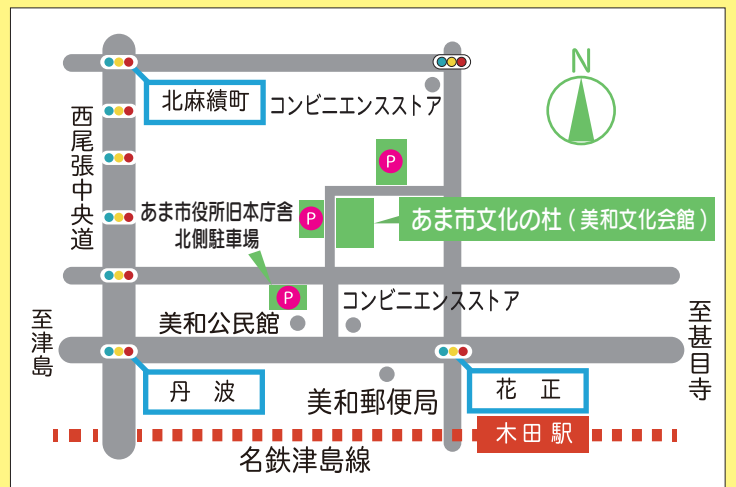 N
北麻績町
コンビニエンスストア
西尾張中央道
P
あま市役所旧本庁舎
北側駐車場
P
あま市文化の杜(美和文化会館)
P
コンビニエンスストア
美和公民館
至津島
至甚目寺
丹 波
花 正
美和郵便局
木田駅
名鉄津島線